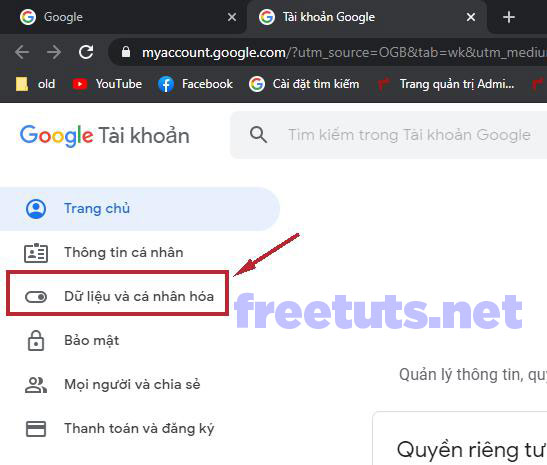 Google
Tài khoản Google
myaccount.google.com/?utm_source=OGB&tab=wk&utm_mediu
old
YouTube
Facebook
Cài đặt tìm kiếm
Trang quản trị Admi...
Google Tài khoản
Tìm kiếm trong Tài khoản Google
Trang chủ
Thông tin cá nhân
Dữ liệu và cá nhân hóa
freetuts.net
Bảo mật
Mọi người và chia sẻ
Quản lý thông tin, quy
Thanh toán và đăng ký
Quyền riêng tư